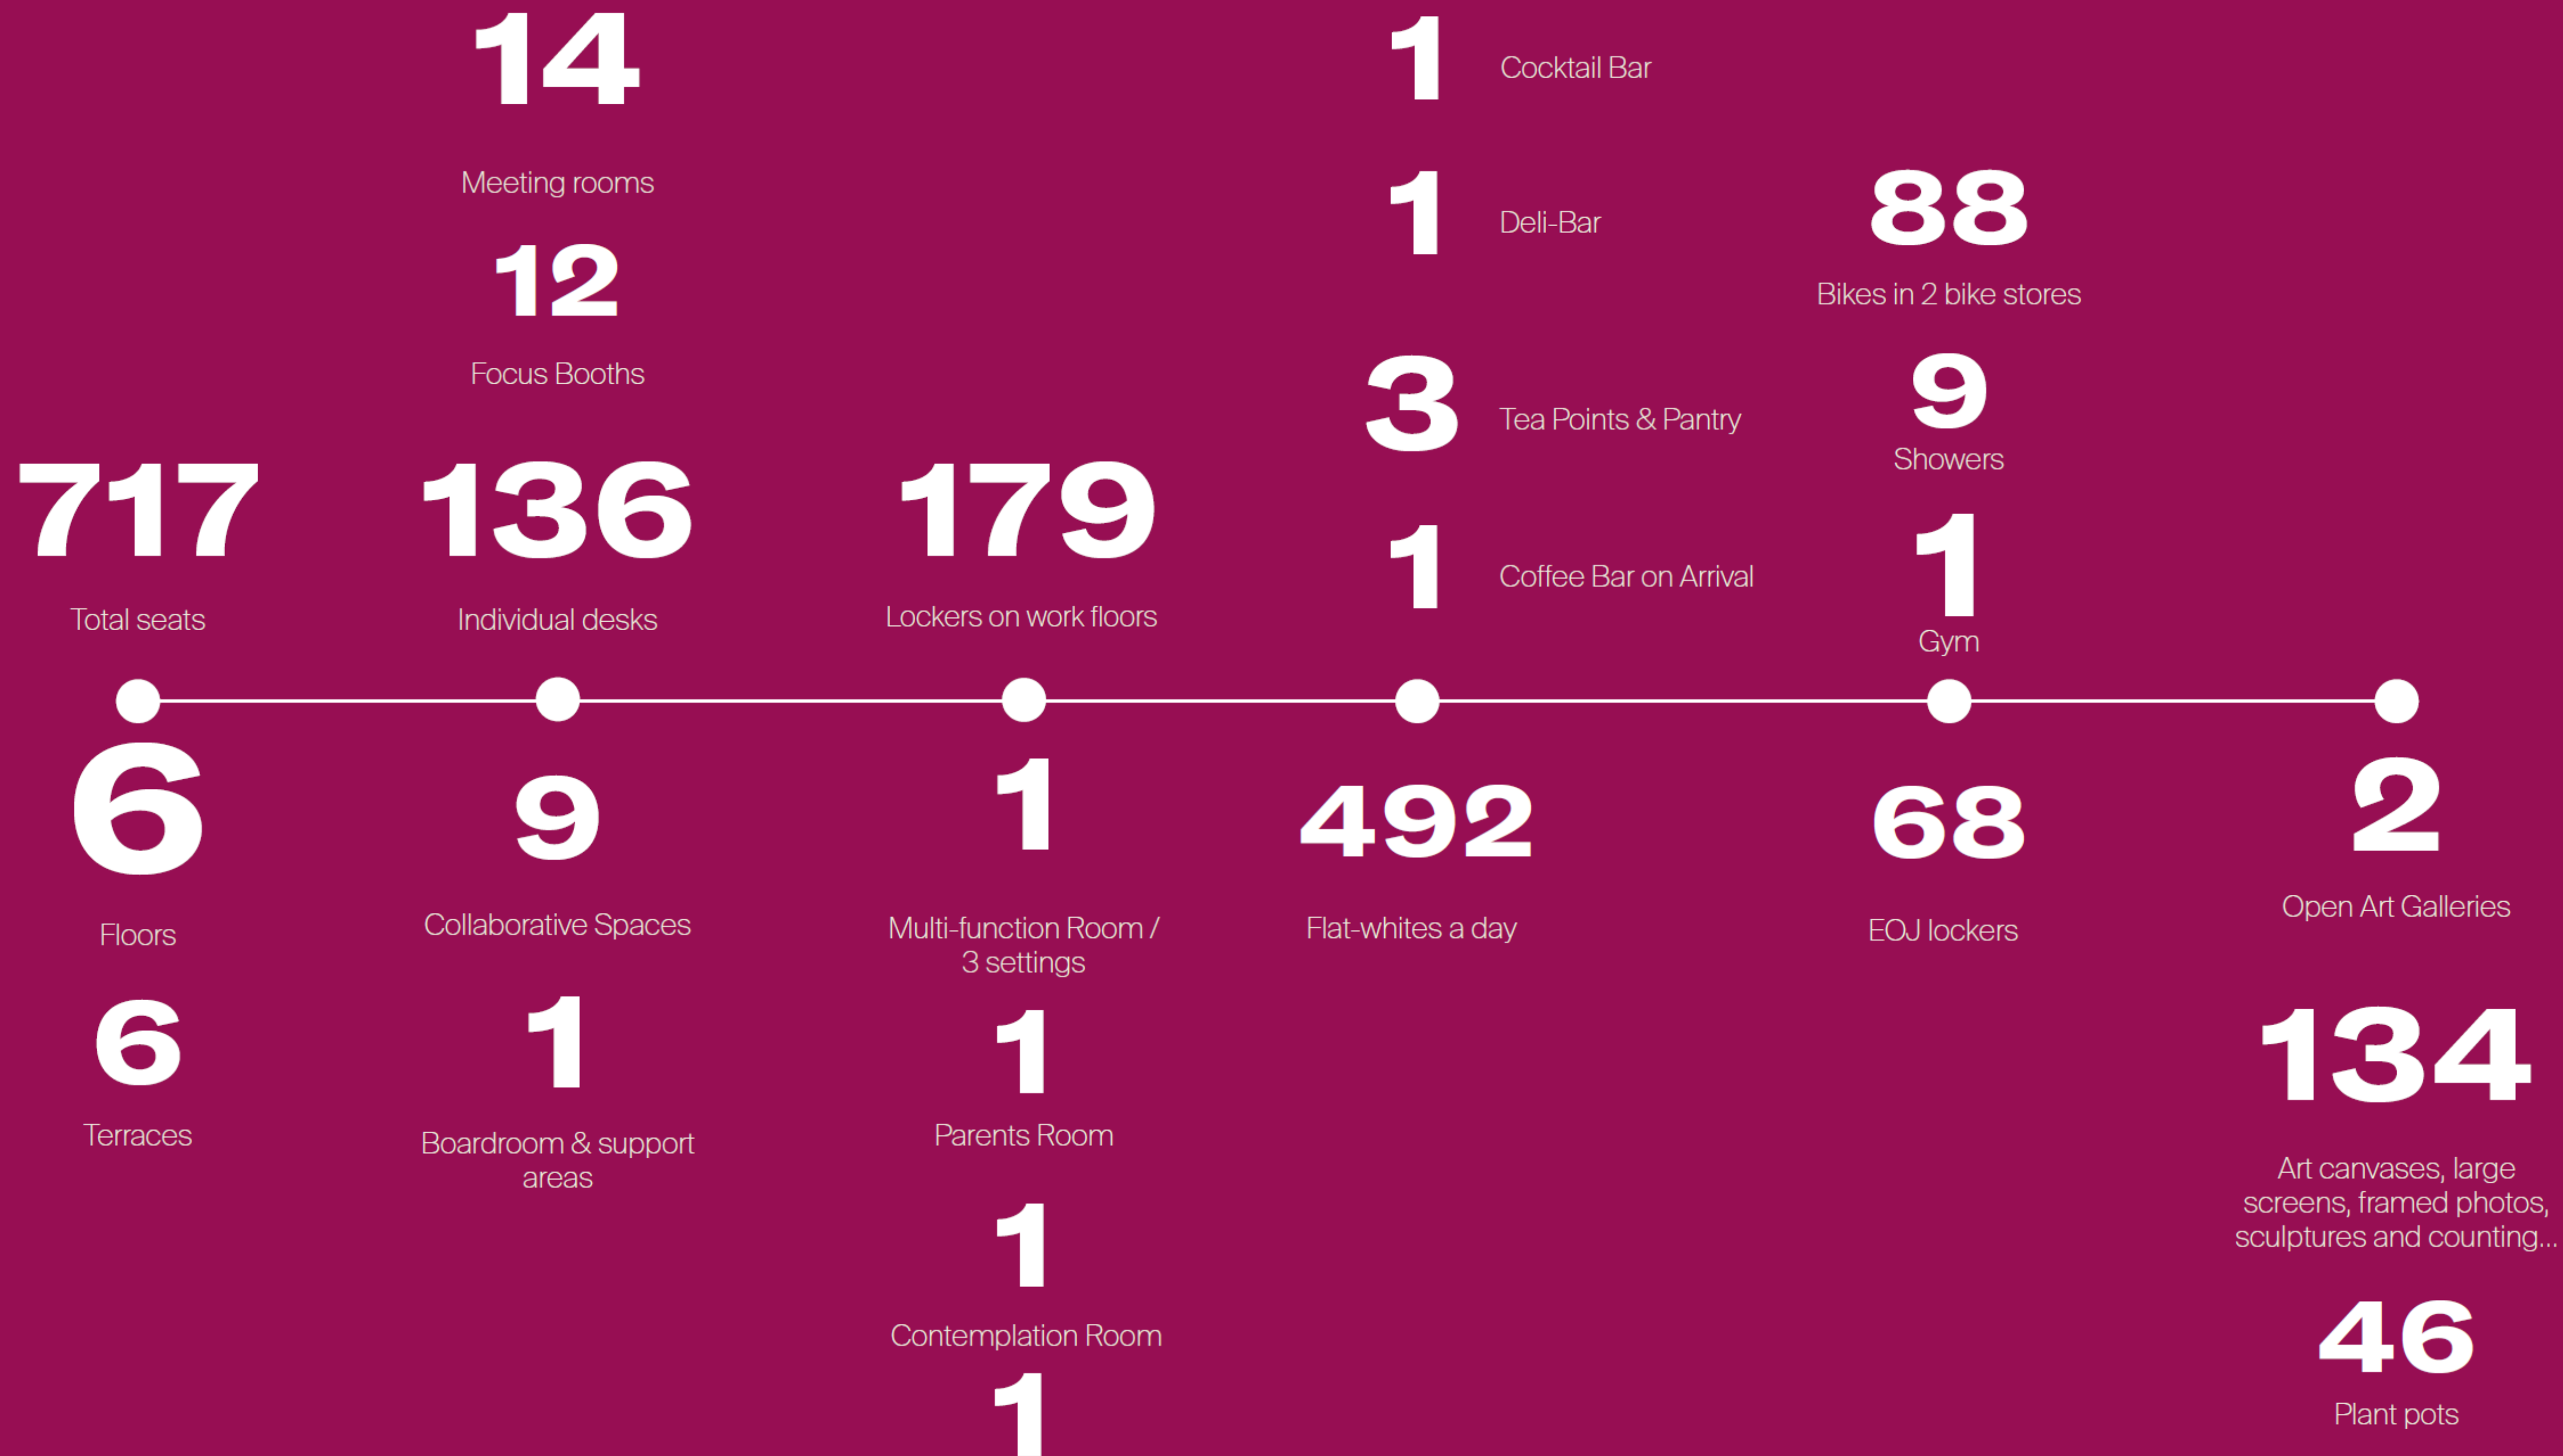 717
Total seats
6
Floors
6
Terraces
14
Meeting rooms
12
Focus Booths
136
Individual desks
9
Collaborative Spaces
1
Boardroom & support
areas
179
Lockers on work floors
1
Multi-function Room /
3 settings
1
Parents Room
1
Contemplation Room
1
1
Cocktail Bar
1
Deli-Bar
3
Tea Points & Pantry
1
Coffee Bar on Arrival
492
Flat-whites a day
88
Bikes in 2 bike stores
9
Showers
1
Gym
68
EOJ lockers
2
Open Art Galleries
134
Art canvases, large
screens, framed photos,
sculptures and counting...
46
Plant pots